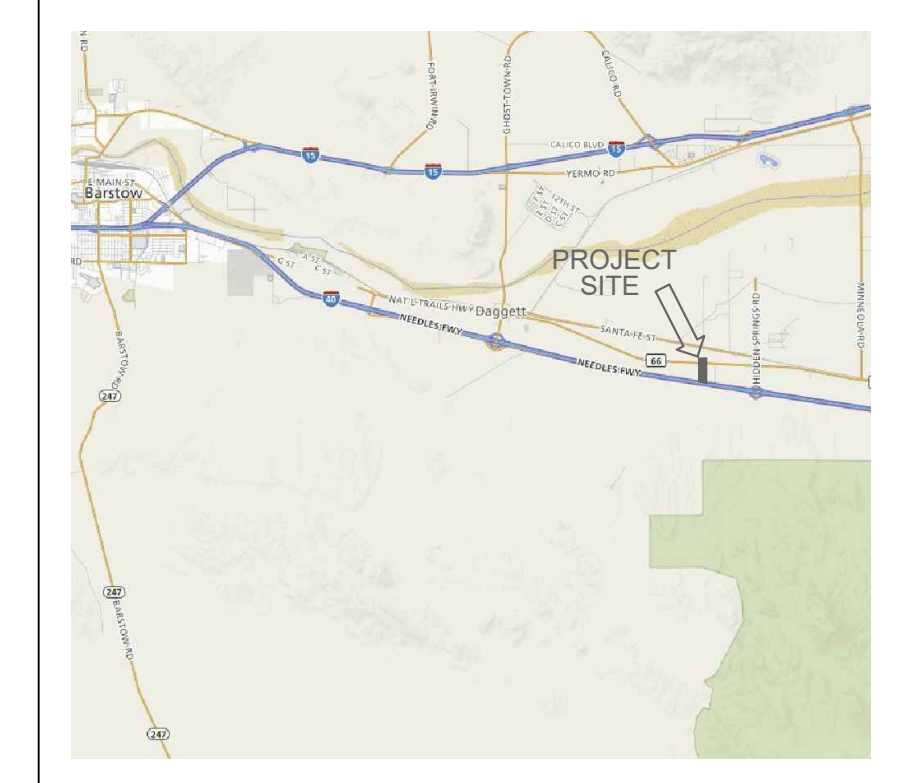 N RD
FORT IRWIN RD
GHOST TOWN RD
CALICO RD
15
15
CALICO BLVD
15
YERMO RD
E MAIN ST
Barstow
12TH ST
C ST
RD
G ST
A ST
C ST
PROJECT
SITE
40
NAT'L TRAILS HWY
Daggett
NEEDLES FWY
SANTA FE ST
66
NEEDLES FWY
HIDDEN SPRINGS RD
MINNEOLA RD
BARSTOW RD
247
247
BARSTOW RD
247